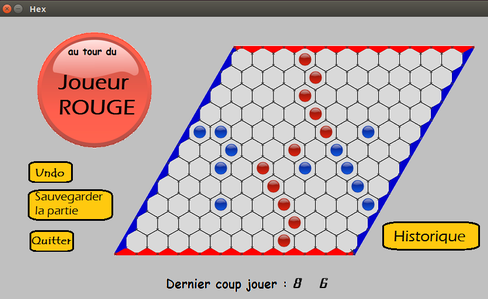 Hex
au tour du
Joueur
ROUGE
Undo
Sauvegarder
la partie
Quitter
Historique
Dernier coup jouer : 8 6